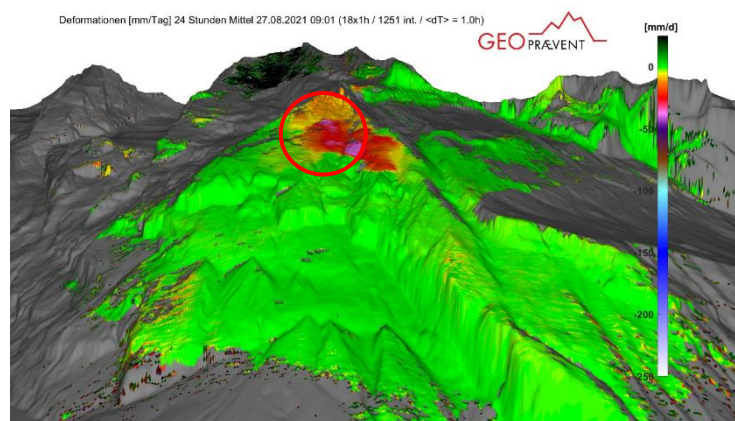 Deformationen [mm/Tag] 24 Stunden Mittel 27.08.2021 09:01 (18x1h / 1251 int. / <dT> = 1.0h)
GEOPRÆVENT
[mm/d]
0
-50
-100
-150
-200
-250